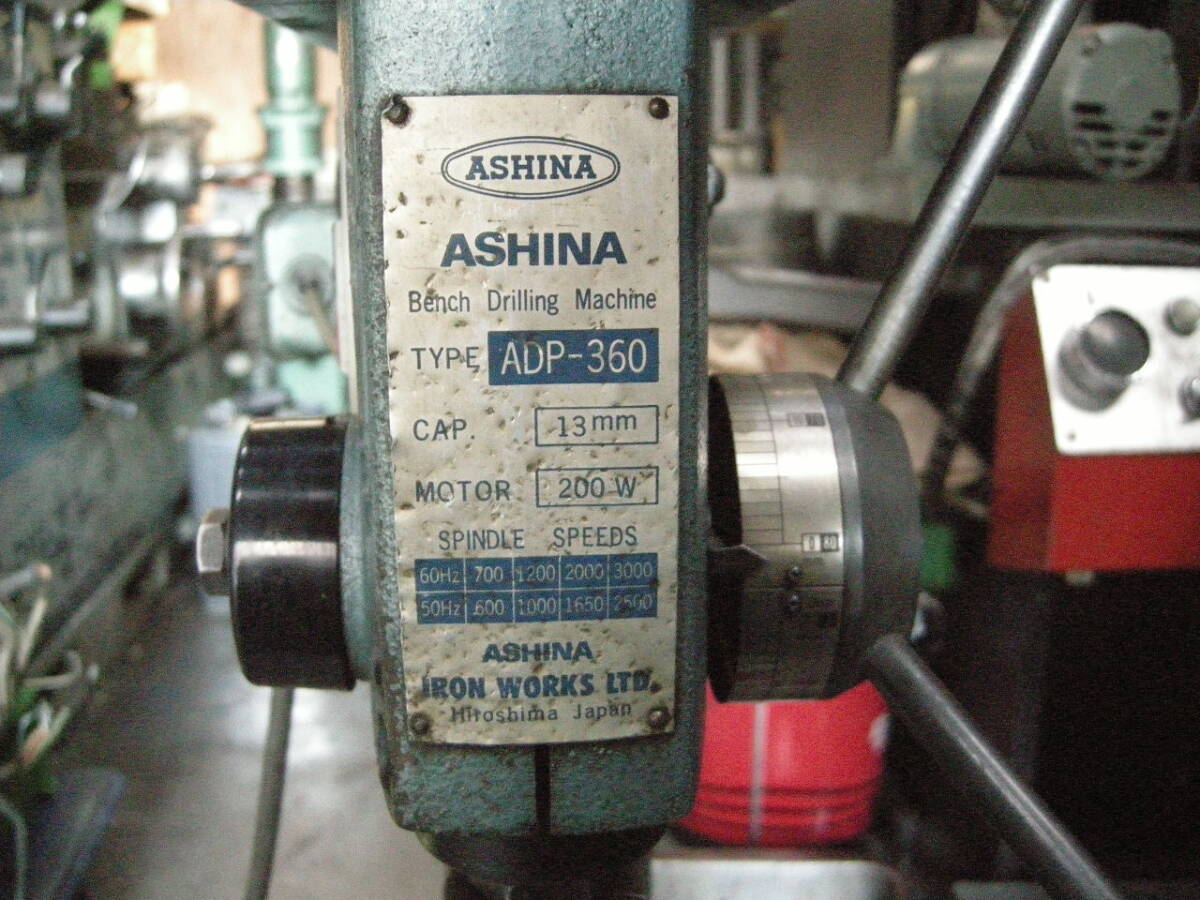 ASHINA
ASHINA
Bench Drilling Machine
TYPE ADP-360
CAP. 13mm
MOTOR 200 W
SPINDLE SPEEDS
60Hz 700 1200 2000 3000
50Hz 600 1000 1650 2500
ASHINA
IRON WORKS LTD.
Hiroshima Japan